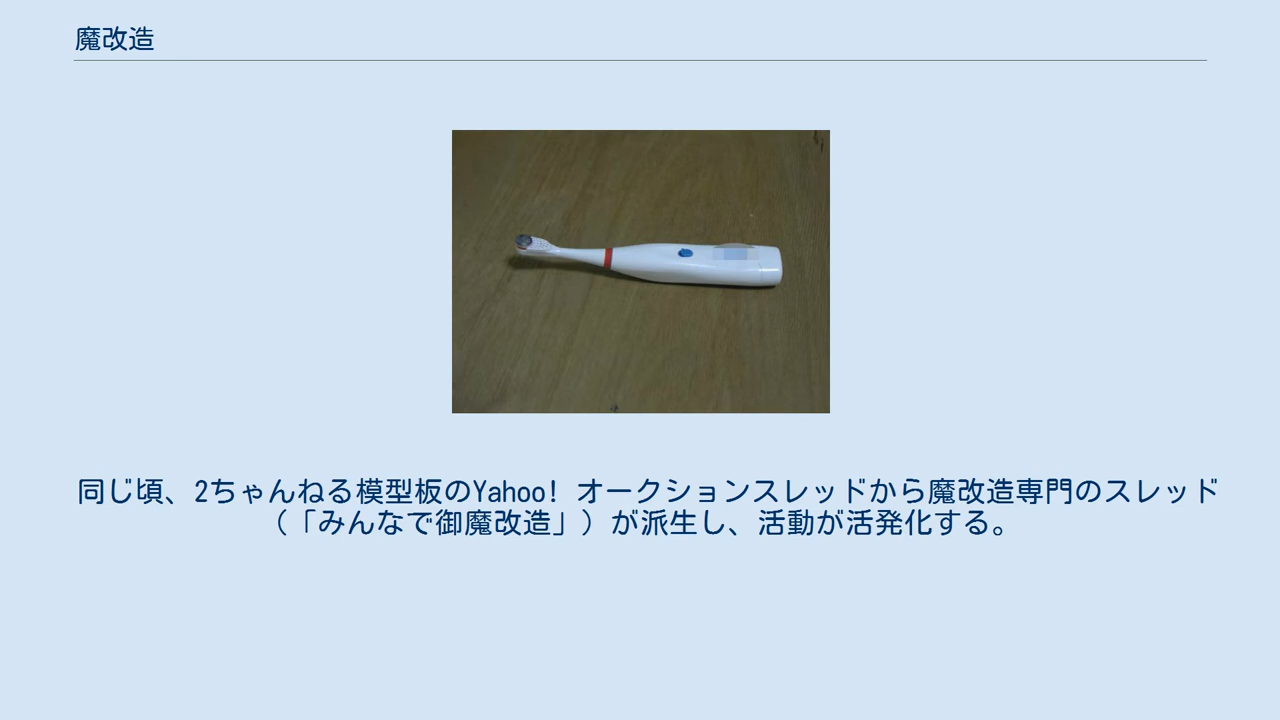 魔改造
同じ頃、2ちゃんねる模型板のYahoo! オークションスレッドから魔改造専門のスレッド
（「みんなで御魔改造」）が派生し、活動が活発化する。